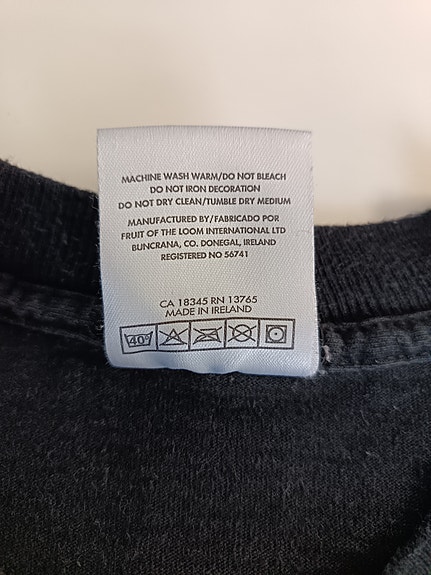 MACHINE WASH WARM/DO NOT BLEACH
DO NOT IRON DECORATION
DO NOT DRY CLEAN/TUMBLE DRY MEDIUM
MANUFACTURED BY/FABRICADO POR
FRUIT OF THE LOOM INTERNATIONAL LTD
BUNCRANA, CO. DONEGAL, IRELAND
REGISTERED NO 56741
CA 18345 RN 13765
MADE IN IRELAND
40°